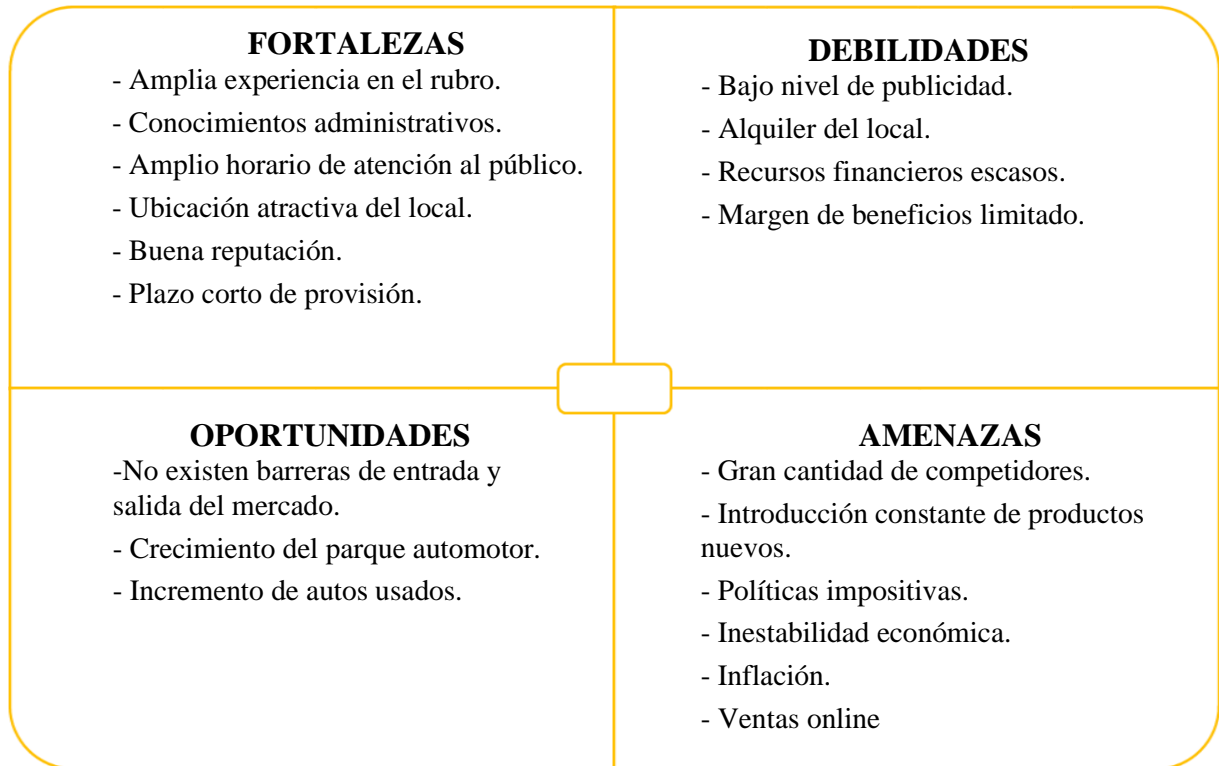 FORTALEZAS
- Amplia experiencia en el rubro.
- Conocimientos administrativos.
- Amplio horario de atención al público.
- Ubicación atractiva del local.
- Buena reputación.
- Plazo corto de provisión.
DEBILIDADES
- Bajo nivel de publicidad.
- Alquiler del local.
- Recursos financieros escasos.
- Margen de beneficios limitado.
OPORTUNIDADES
-No existen barreras de entrada y
salida del mercado.
- Crecimiento del parque automotor.
- Incremento de autos usados.
AMENAZAS
- Gran cantidad de competidores.
- Introducción constante de productos
nuevos.
- Políticas impositivas.
- Inestabilidad económica.
- Inflación.
- Ventas online